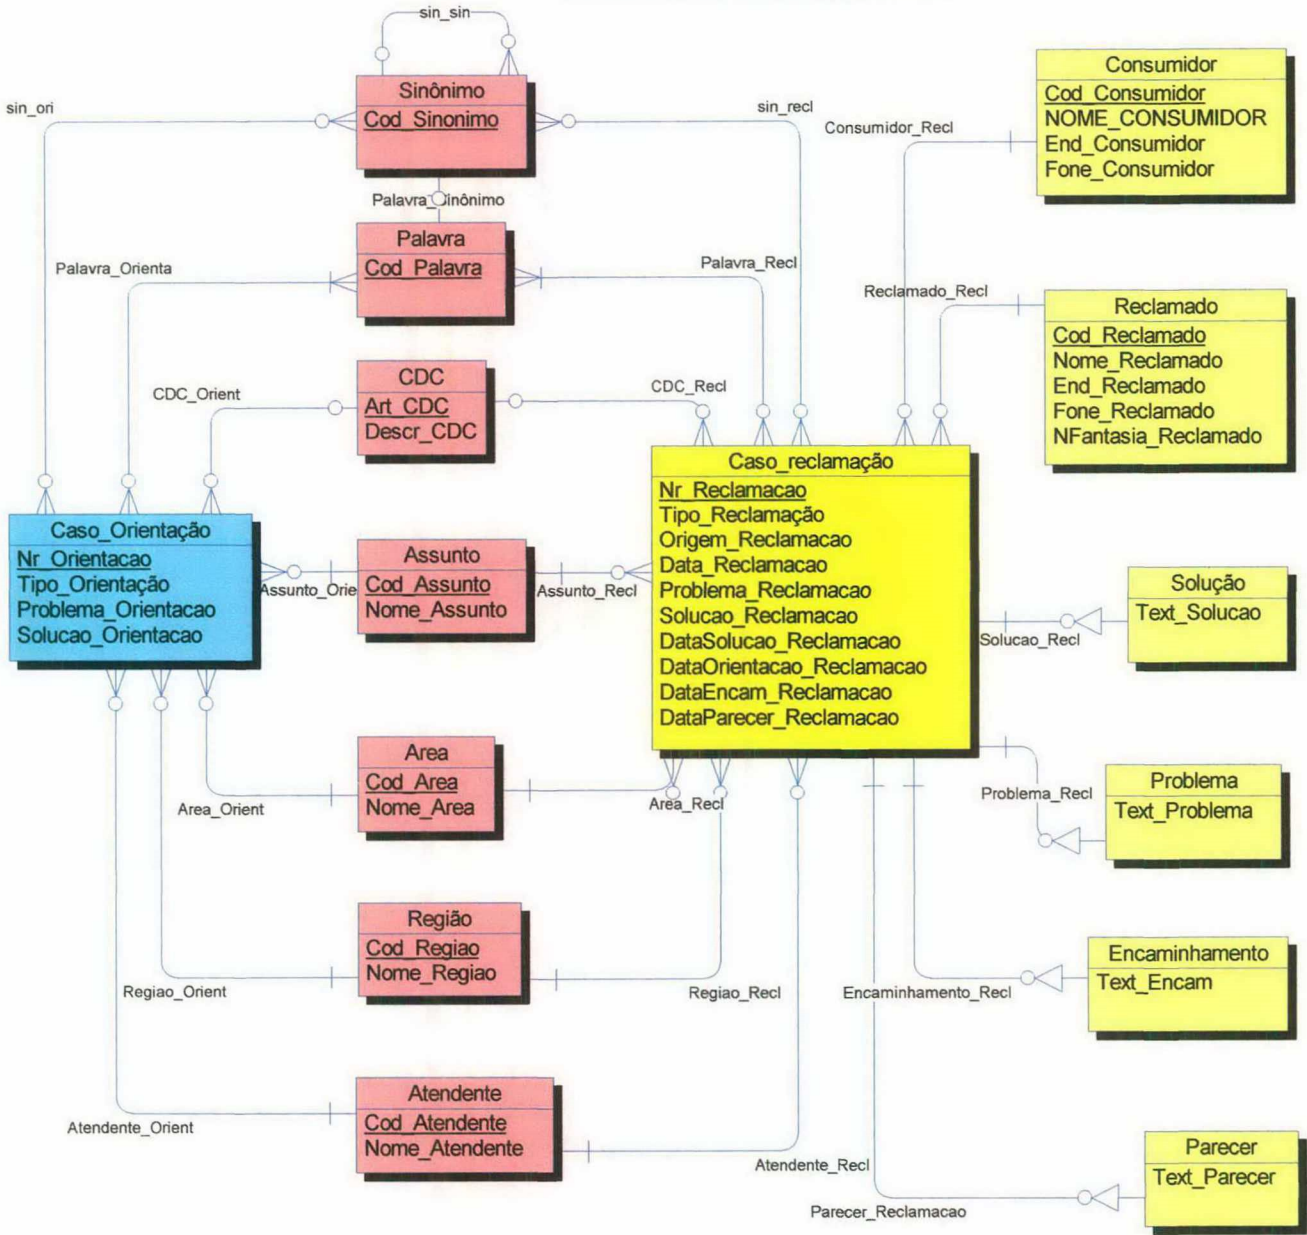 sin_sin
Sinônimo
Cod_Sinonimo
sin_ori
sin_recl
Consumidor
Cod_Consumidor
NOME_CONSUMIDOR
End_Consumidor
Fone_Consumidor
Consumidor_Recl
Palavra_Sinônimo
Palavra
Cod_Palavra
Palavra_Orienta
Palavra_Recl
Reclamado_Recl
Reclamado
Cod_Reclamado
Nome_Reclamado
End_Reclamado
Fone_Reclamado
NFantasia_Reclamado
CDC
Art_CDC
Descr_CDC
CDC_Orient
CDC_Recl
Caso_Orientação
Nr_Orientacao
Tipo_Orientação
Problema_Orientacao
Solucao_Orientacao
Assunto_Orie
Assunto
Cod_Assunto
Nome_Assunto
Assunto_Recl
Caso_reclamação
Nr_Reclamacao
Tipo_Reclamação
Origem_Reclamacao
Data_Reclamacao
Problema_Reclamacao
Solucao_Reclamacao
DataSolucao_Reclamacao
DataOrientacao_Reclamacao
DataEncam_Reclamacao
DataParecer_Reclamacao
Solução
Text_Solucao
Solucao_Recl
Area
Cod_Area
Nome_Area
Area_Orient
Area_Recl
Problema_Recl
Problema
Text_Problema
Região
Cod_Regiao
Nome_Regiao
Regiao_Orient
Regiao_Recl
Encaminhamento_Recl
Encaminhamento
Text_Encam
Atendente
Cod_Atendente
Nome_Atendente
Atendente_Orient
Atendente_Recl
Parecer_Reclamacao
Parecer
Text_Parecer